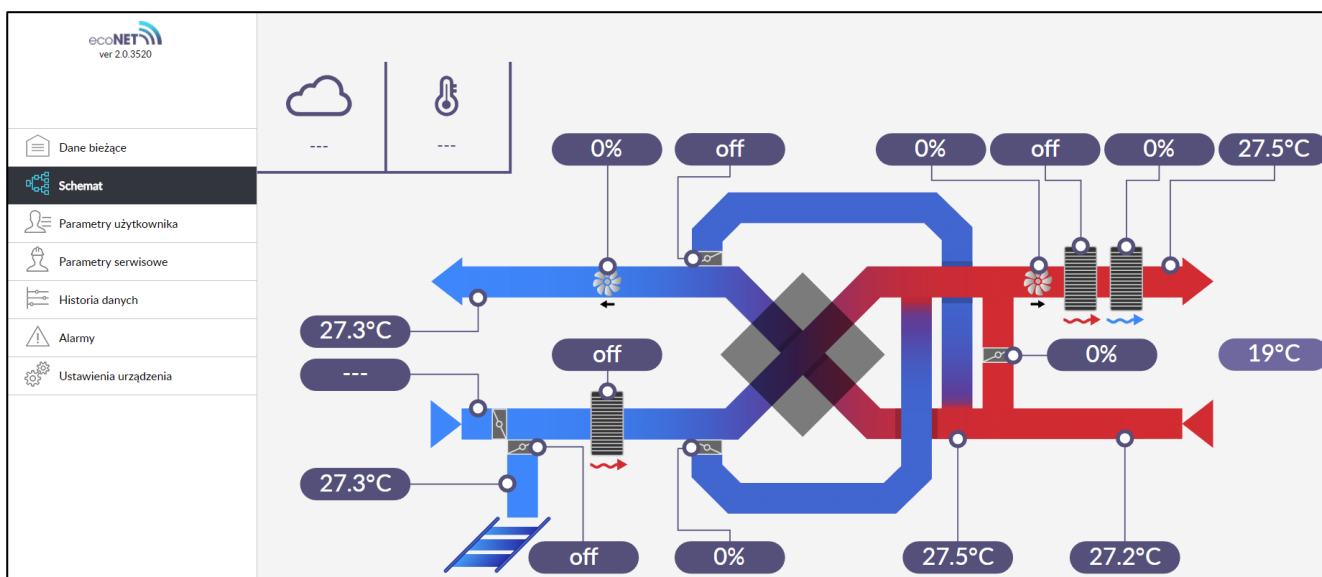 ecoNET
ver 2.0.3520
Dane bieżące
Schemat
Parametry użytkownika
Parametry serwisowe
Historia danych
Alarmy
Ustawienia urządzenia
---
---
0%
off
0%
off
0%
27.5°C
27.3°C
off
0%
19°C
---
27.3°C
off
0%
27.5°C
27.2°C